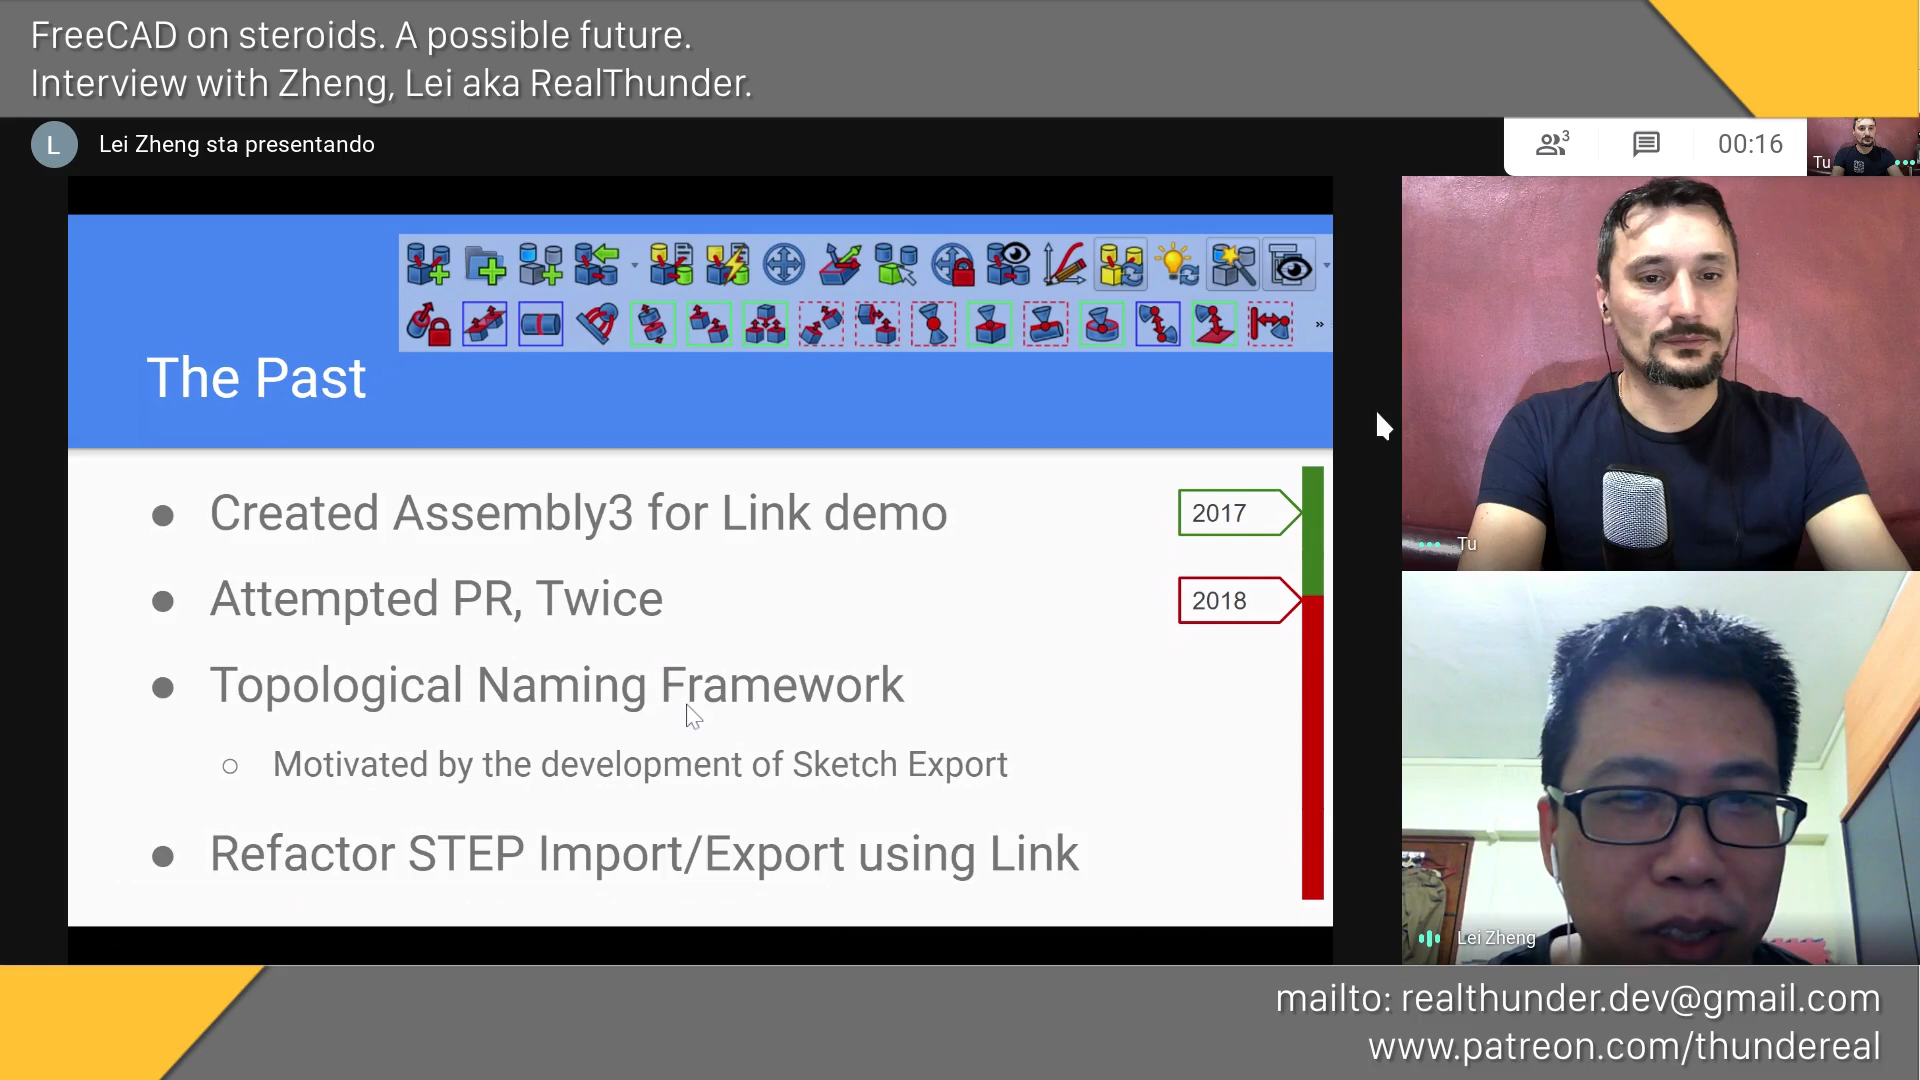 FreeCAD on steroids. A possible future.
Interview with Zheng, Lei aka RealThunder.
L
Lei Zheng sta presentando
3
00:16
Tu
The Past
Created Assembly3 for Link demo
2017
Attempted PR, Twice
2018
Topological Naming Framework
Motivated by the development of Sketch Export
Refactor STEP Import/Export using Link
Tu
Lei Zheng
mailto: realthunder.dev@gmail.com
www.patreon.com/thundereal